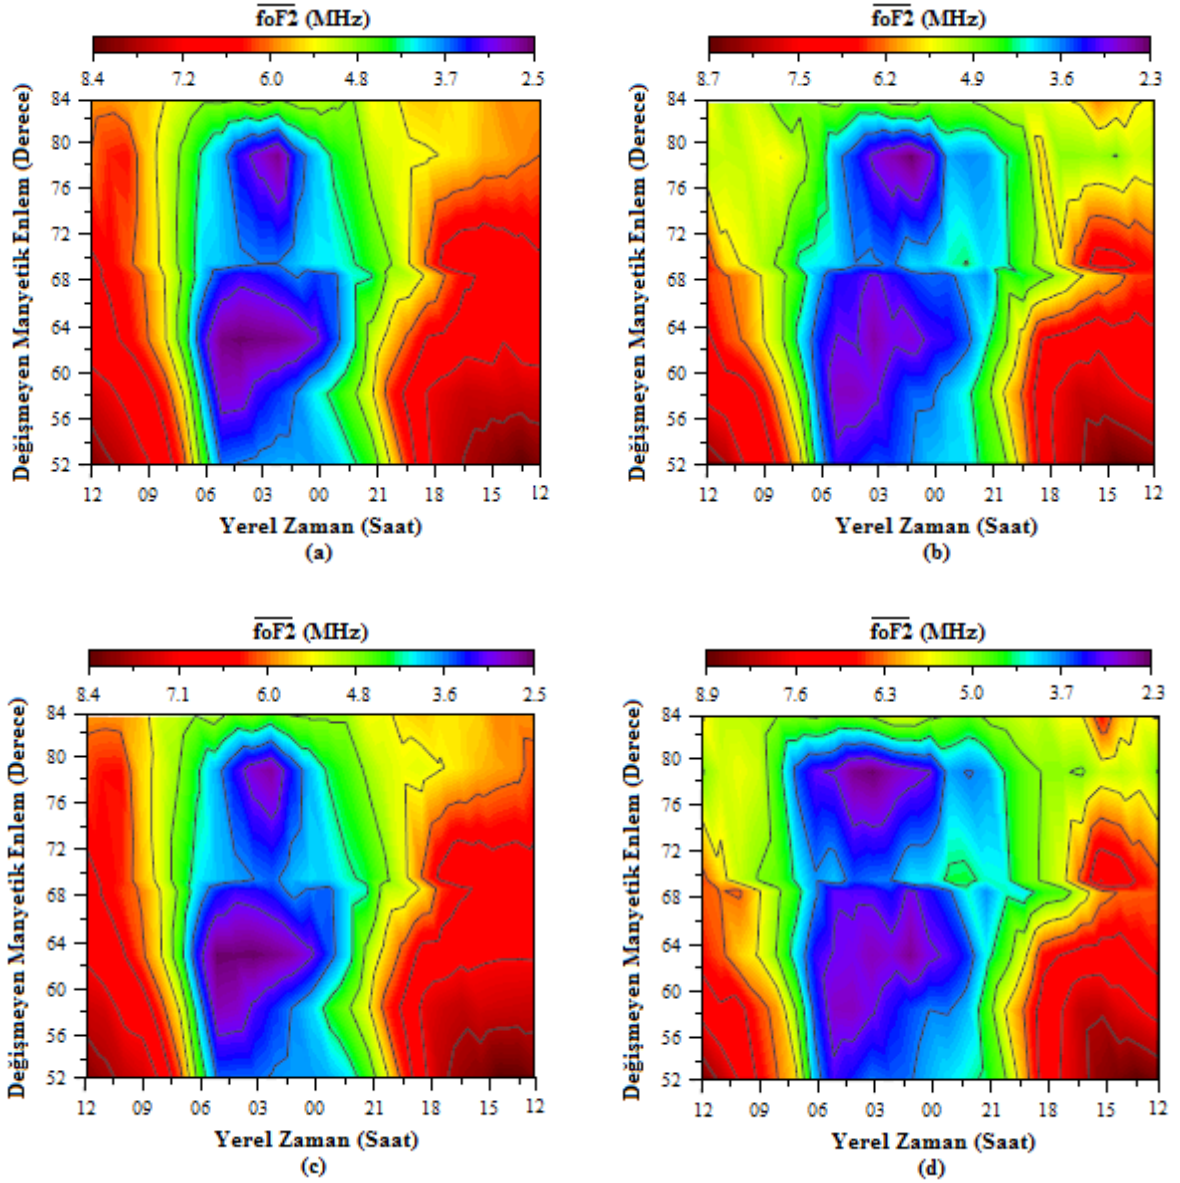 foF2 (MHz)
8.4 7.2 6.0 4.8 3.7 2.5
Değişmeyen Manyetik Enlem (Derece)
84
80
76
72
68
64
60
56
52
12 09 06 03 00 21 18 15 12
Yerel Zaman (Saat)
(a)
foF2 (MHz)
8.7 7.5 6.2 4.9 3.6 2.3
Değişmeyen Manyetik Enlem (Derece)
84
80
76
72
68
64
60
56
52
12 09 06 03 00 21 18 15 12
Yerel Zaman (Saat)
(b)
foF2 (MHz)
8.4 7.1 6.0 4.8 3.6 2.5
Değişmeyen Manyetik Enlem (Derece)
84
80
76
72
68
64
60
56
52
12 09 06 03 00 21 18 15 12
Yerel Zaman (Saat)
(c)
foF2 (MHz)
8.9 7.6 6.3 5.0 3.7 2.3
Değişmeyen Manyetik Enlem (Derece)
84
80
76
72
68
64
60
56
52
12 09 06 03 00 21 18 15 12
Yerel Zaman (Saat)
(d)